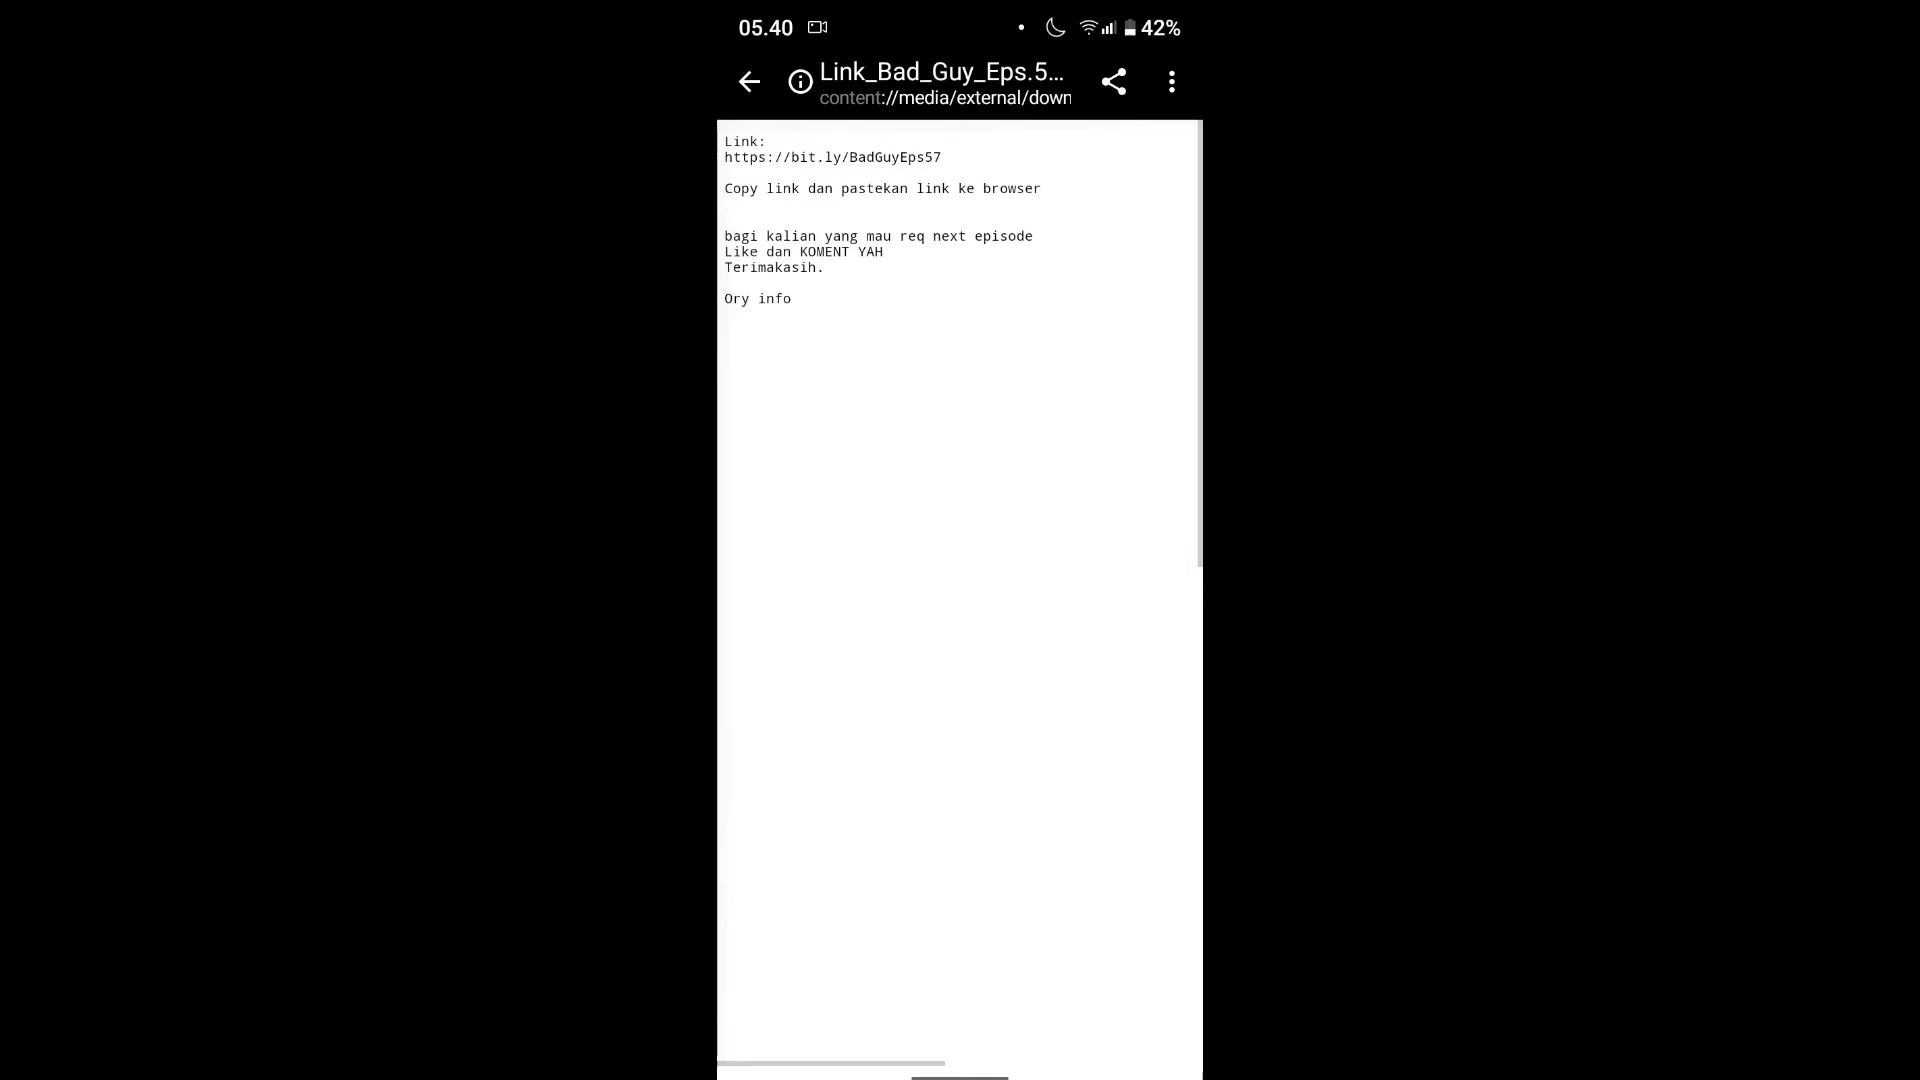 05.40
42%
Link_Bad_Guy_Eps.5...
content://media/external/down
Link:
https://bit.ly/BadGuyEps57
Copy link dan pastekan link ke browser
bagi kalian yang mau req next episode
Like dan KOMENT YAH
Terimakasih.
Ory info